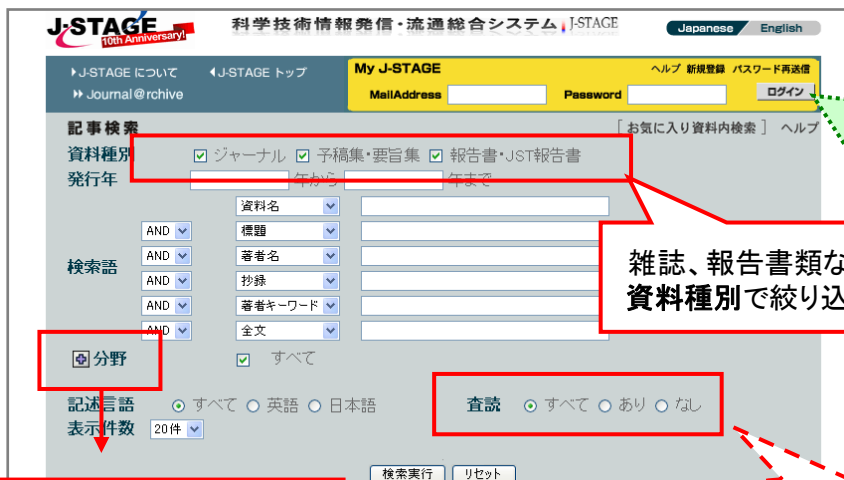 J-STAGE 科学技術情報発信・流通総合システム J-STAGE Japanese English
10th Anniversary!
J-STAGE について J-STAGE トップ My J-STAGE ヘルプ 新規登録 パスワード再送信
Journal@rchive MailAddress Password ログイン
記事検索 [お気に入り資料内検索] ヘルプ
資料種別 ジャーナル 予稿集・要旨集 報告書・JST報告書
発行年 年から 年まで
資料名
AND 標題
検索語 AND 著者名
AND 抄録
AND 著者キーワード
AND 全文
雑誌、報告書類な
資料種別で絞り込
分野 すべて
記述言語 すべて 英語 日本語 査読 すべて あり なし
表示件数 20件
検索実行 リセット